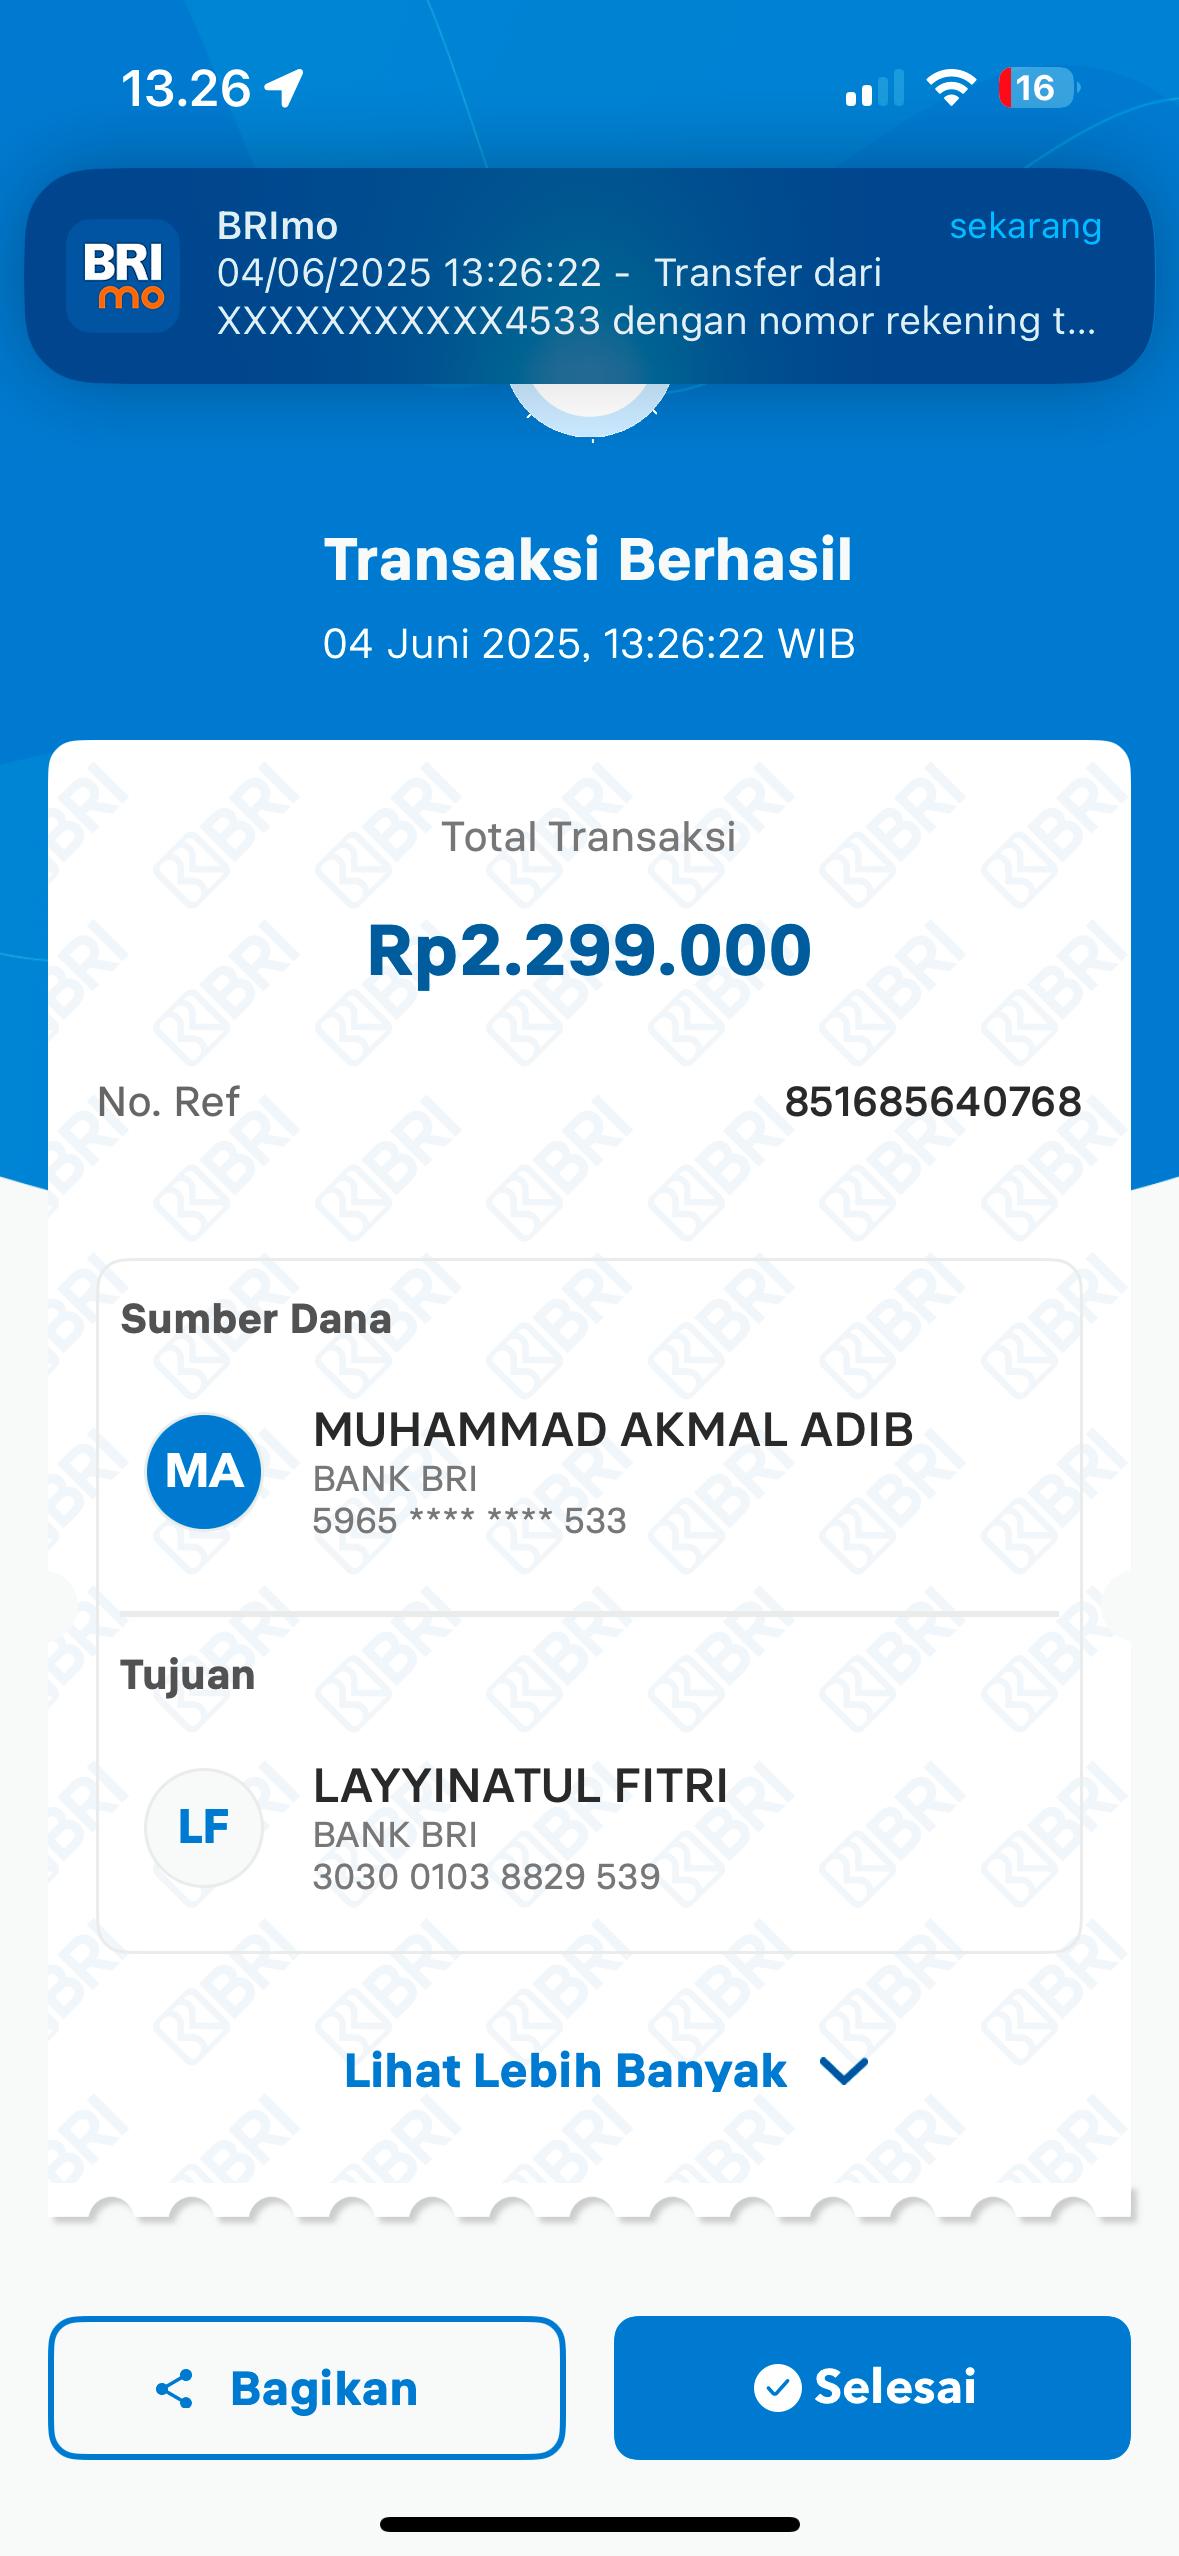 13.26
16
BRI
mo
BRImo
sekarang
04/06/2025 13:26:22 - Transfer dari
XXXXXXXXXXX4533 dengan nomor rekening t...
Transaksi Berhasil
04 Juni 2025, 13:26:22 WIB
Total Transaksi
Rp2.299.000
No. Ref
851685640768
Sumber Dana
MA
MUHAMMAD AKMAL ADIB
BANK BRI
5965 **** **** 533
Tujuan
LF
LAYYINATUL FITRI
BANK BRI
3030 0103 8829 539
Lihat Lebih Banyak
Bagikan
Selesai